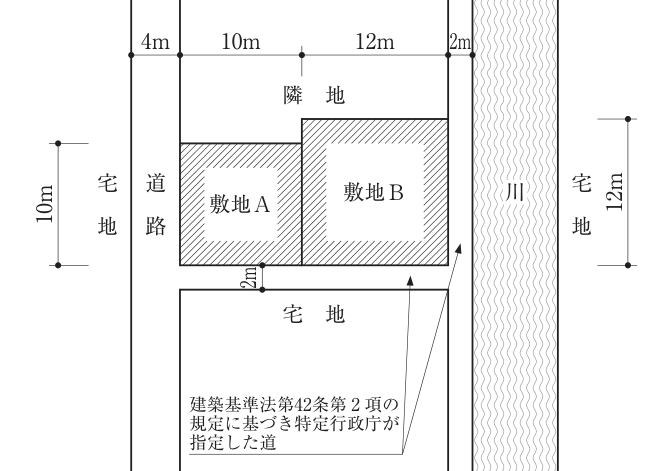 4m
10m
12m
2m
隣地
宅地
道路
10m
敷地A
敷地B
川
宅地
12m
2m
宅地
建築基準法第42条第2項の
規定に基づき特定行政庁が
指定した道